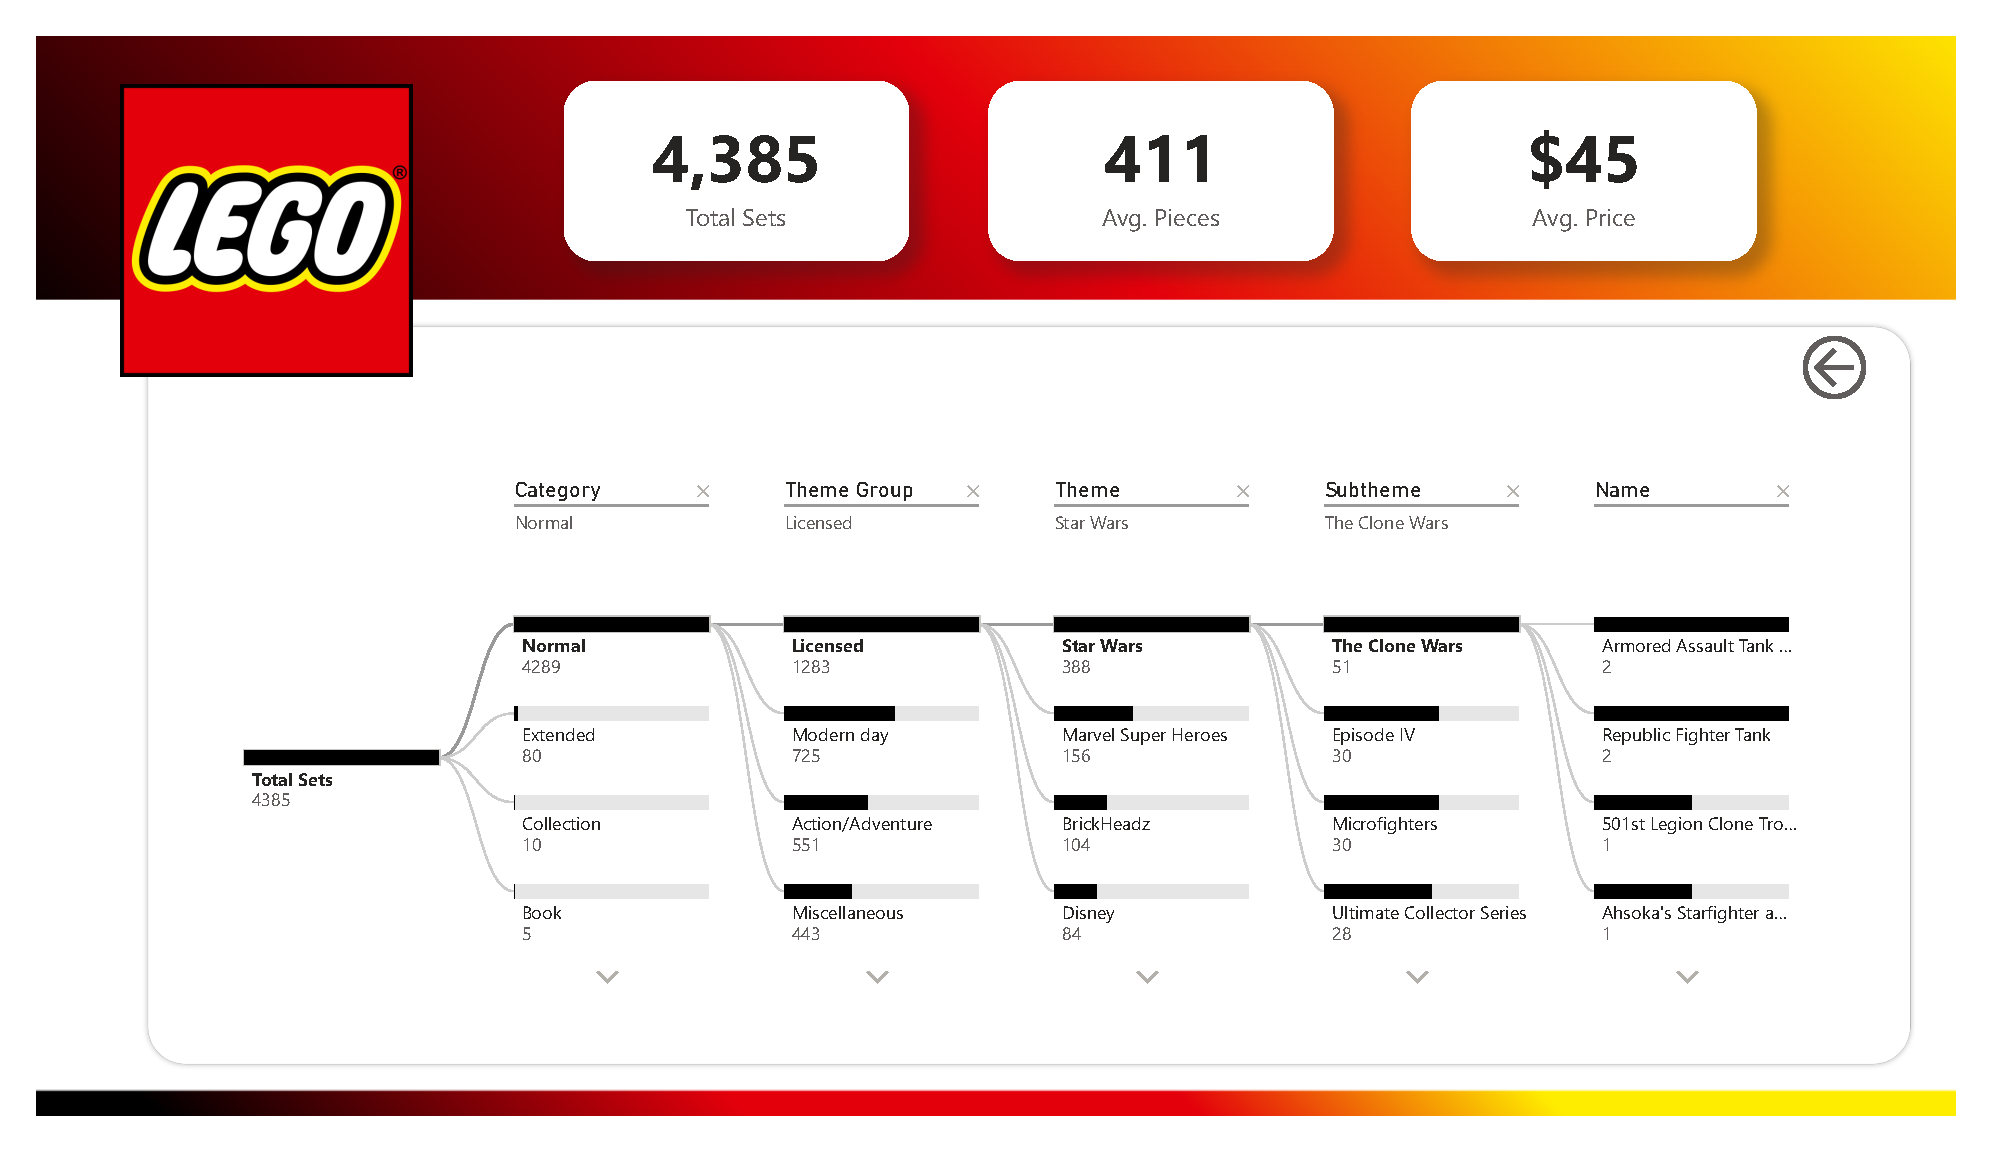 LEGO®
4,385
Total Sets
411
Avg. Pieces
$45
Avg. Price
Category
Normal
Theme Group
Licensed
Theme
Star Wars
Subtheme
The Clone Wars
Name
Total Sets
4385
Normal
4289
Extended
80
Collection
10
Book
5
Licensed
1283
Modern day
725
Action/Adventure
551
Miscellaneous
443
Star Wars
388
Marvel Super Heroes
156
BrickHeadz
104
Disney
84
The Clone Wars
51
Episode IV
30
Microfighters
30
Ultimate Collector Series
28
Armored Assault Tank ...
2
Republic Fighter Tank
2
501st Legion Clone Tro...
1
Ahsoka's Starfighter a...
1